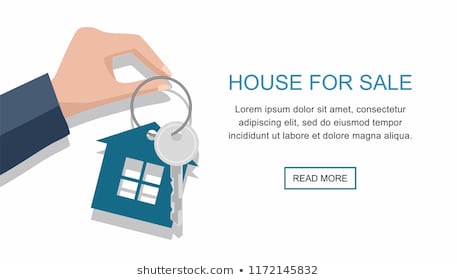 HOUSE FOR SALE
Lorem ipsum dolor sit amet, consectetur
adipiscing elit, sed do eiusmod tempor
incididunt ut labore et dolore magna aliqua.
READ MORE
shutterstock.com • 1172145832